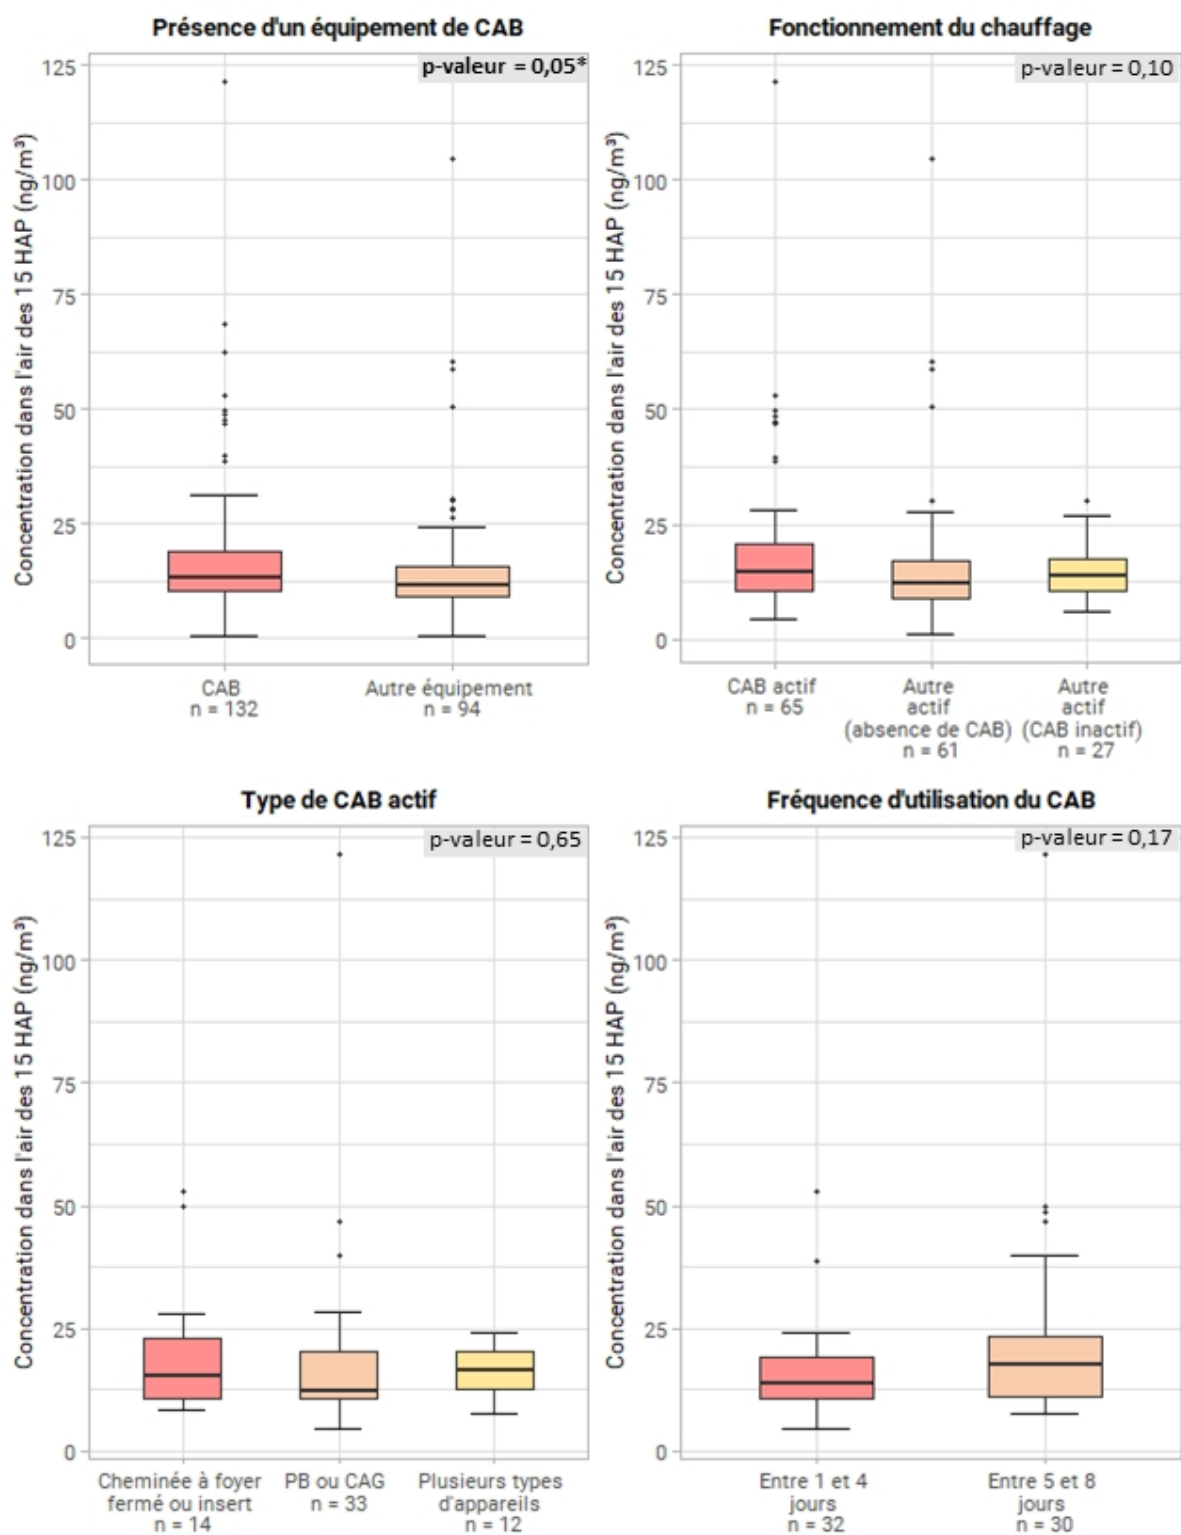 Présence d'un équipement de CAB
p-valeur = 0,05*
Concentration dans l'air des 15 HAP (ng/m³)
125
100
75
50
25
0
CAB
n = 132
Autre équipement
n = 94
Fonctionnement du chauffage
p-valeur = 0,10
Concentration dans l'air des 15 HAP (ng/m³)
125
100
75
50
25
0
CAB actif
n = 65
Autre
actif
(absence de CAB)
n = 61
Autre
actif
(CAB inactif)
n = 27
Type de CAB actif
p-valeur = 0,65
Concentration dans l'air des 15 HAP (ng/m³)
125
100
75
50
25
0
Cheminée à foyer
fermé ou insert
n = 14
PB ou CAG
n = 33
Plusieurs types
d'appareils
n = 12
Fréquence d'utilisation du CAB
p-valeur = 0,17
Concentration dans l'air des 15 HAP (ng/m³)
125
100
75
50
25
0
Entre 1 et 4
jours
n = 32
Entre 5 et 8
jours
n = 30